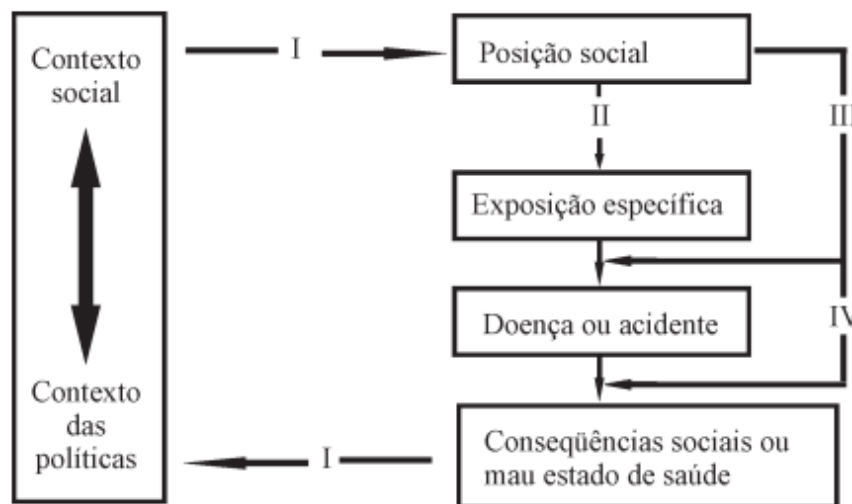 Contexto
social
Contexto
das
políticas
I
Posição social
II
III
Exposição específica
Doença ou acidente
IV
Conseqüências sociais ou
mau estado de saúde
I